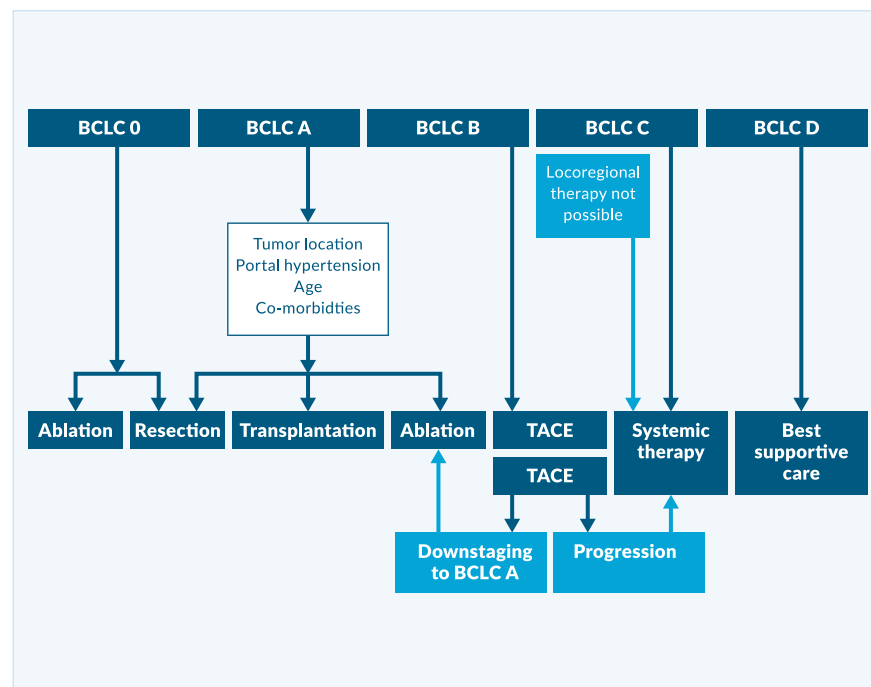 BCLC 0
BCLC A
BCLC B
BCLC C
BCLC D
Locoregional
therapy not
possible
Tumor location
Portal hypertension
Age
Co-morbidties
Ablation
Resection
Transplantation
Ablation
TACE
Systemic
therapy
Best
supportive
care
TACE
Downstaging
to BCLC A
Progression